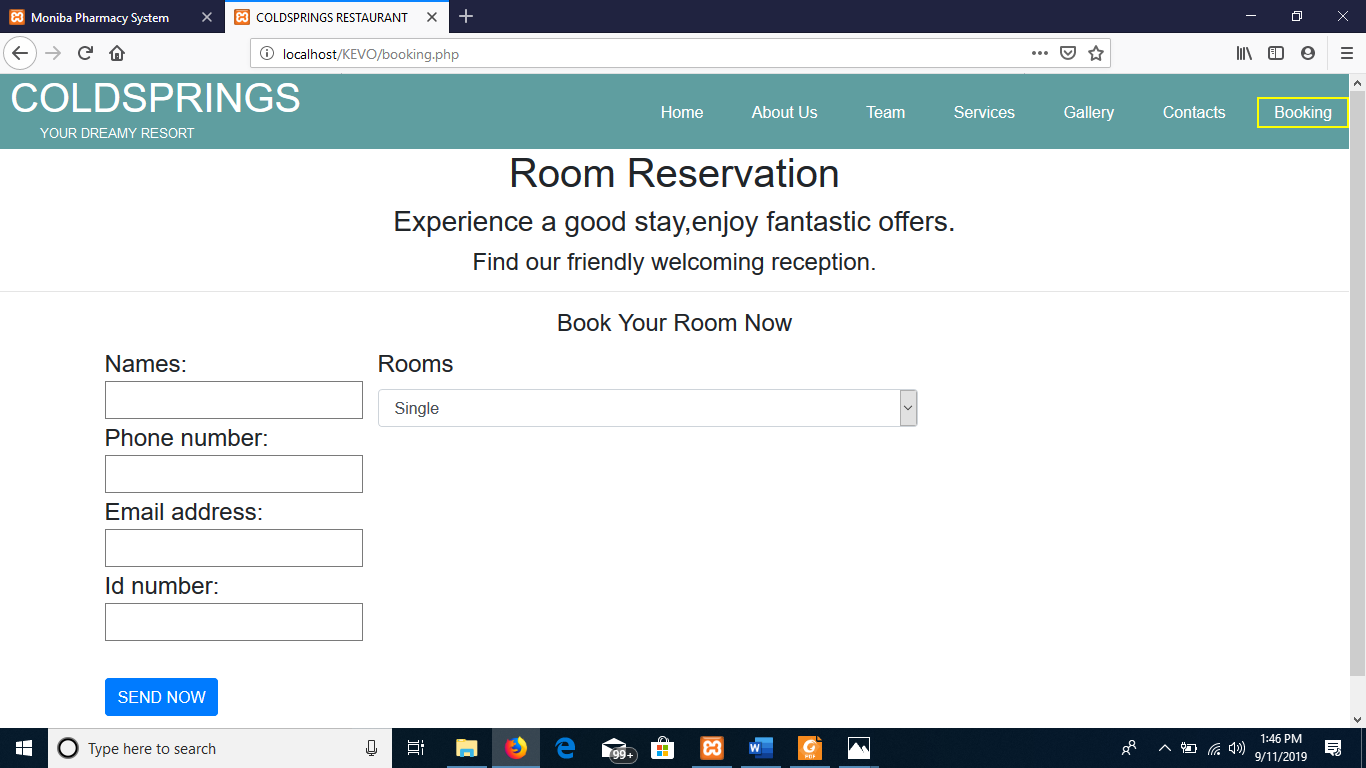 Moniba Pharmacy System
COLDSPRINGS RESTAURANT
localhost/KEVO/booking.php
COLDSPRINGS
YOUR DREAMY RESORT
Home About Us Team Services Gallery Contacts Booking
Room Reservation
Experience a good stay,enjoy fantastic offers.
Find our friendly welcoming reception.
Book Your Room Now
Names:
Rooms
Single
Phone number:
Email address:
Id number:
SEND NOW
Type here to search
99+
W
PDF
1:46 PM
9/11/2019